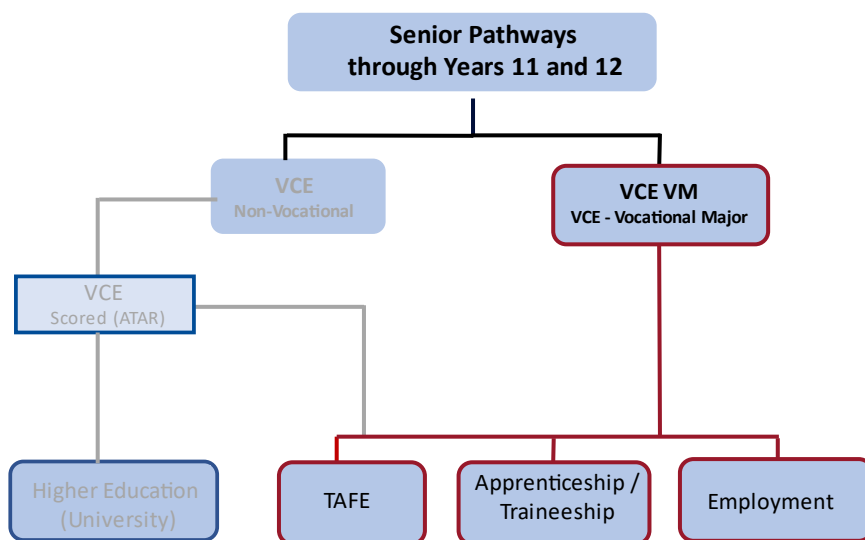 Senior Pathways
through Years 11 and 12
VCE
Non-Vocational
VCE VM
VCE - Vocational Major
VCE
Scored (ATAR)
Higher Education
(University)
TAFE
Apprenticeship /
Traineeship
Employment